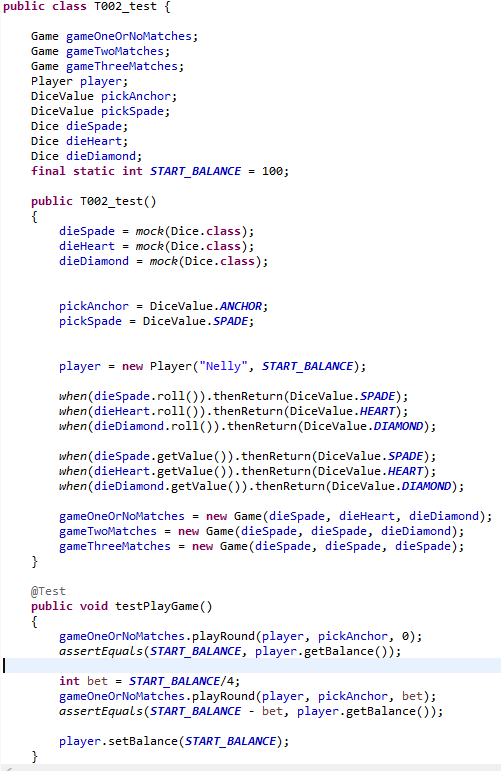 public class T002_test {
Game gameOneOrNoMatches;
Game gameTwoMatches;
Game gameThreeMatches;
Player player;
DiceValue pickAnchor;
DiceValue pickSpade;
Dice dieSpade;
Dice dieHeart;
Dice dieDiamond;
final static int START_BALANCE = 100;
public T002_test()
{
dieSpade = mock(Dice.class);
dieHeart = mock(Dice.class);
dieDiamond = mock(Dice.class);
pickAnchor = DiceValue.ANCHOR;
pickSpade = DiceValue.SPADE;
player = new Player("Nelly", START_BALANCE);
when(dieSpade.roll()).thenReturn(DiceValue.SPADE);
when(dieHeart.roll()).thenReturn(DiceValue.HEART);
when(dieDiamond.roll()).thenReturn(DiceValue.DIAMOND);
when(dieSpade.getValue()).thenReturn(DiceValue.SPADE);
when(dieHeart.getValue()).thenReturn(DiceValue.HEART);
when(dieDiamond.getValue()).thenReturn(DiceValue.DIAMOND);
gameOneOrNoMatches = new Game(dieSpade, dieHeart, dieDiamond);
gameTwoMatches = new Game(dieSpade, dieSpade, dieDiamond);
gameThreeMatches = new Game(dieSpade, dieSpade, dieSpade);
}
@Test
public void testPlayGame()
{
gameOneOrNoMatches.playRound(player, pickAnchor, 0);
assertEquals(START_BALANCE, player.getBalance());
int bet = START_BALANCE/4;
gameOneOrNoMatches.playRound(player, pickAnchor, bet);
assertEquals(START_BALANCE - bet, player.getBalance());
player.setBalance(START_BALANCE);
}